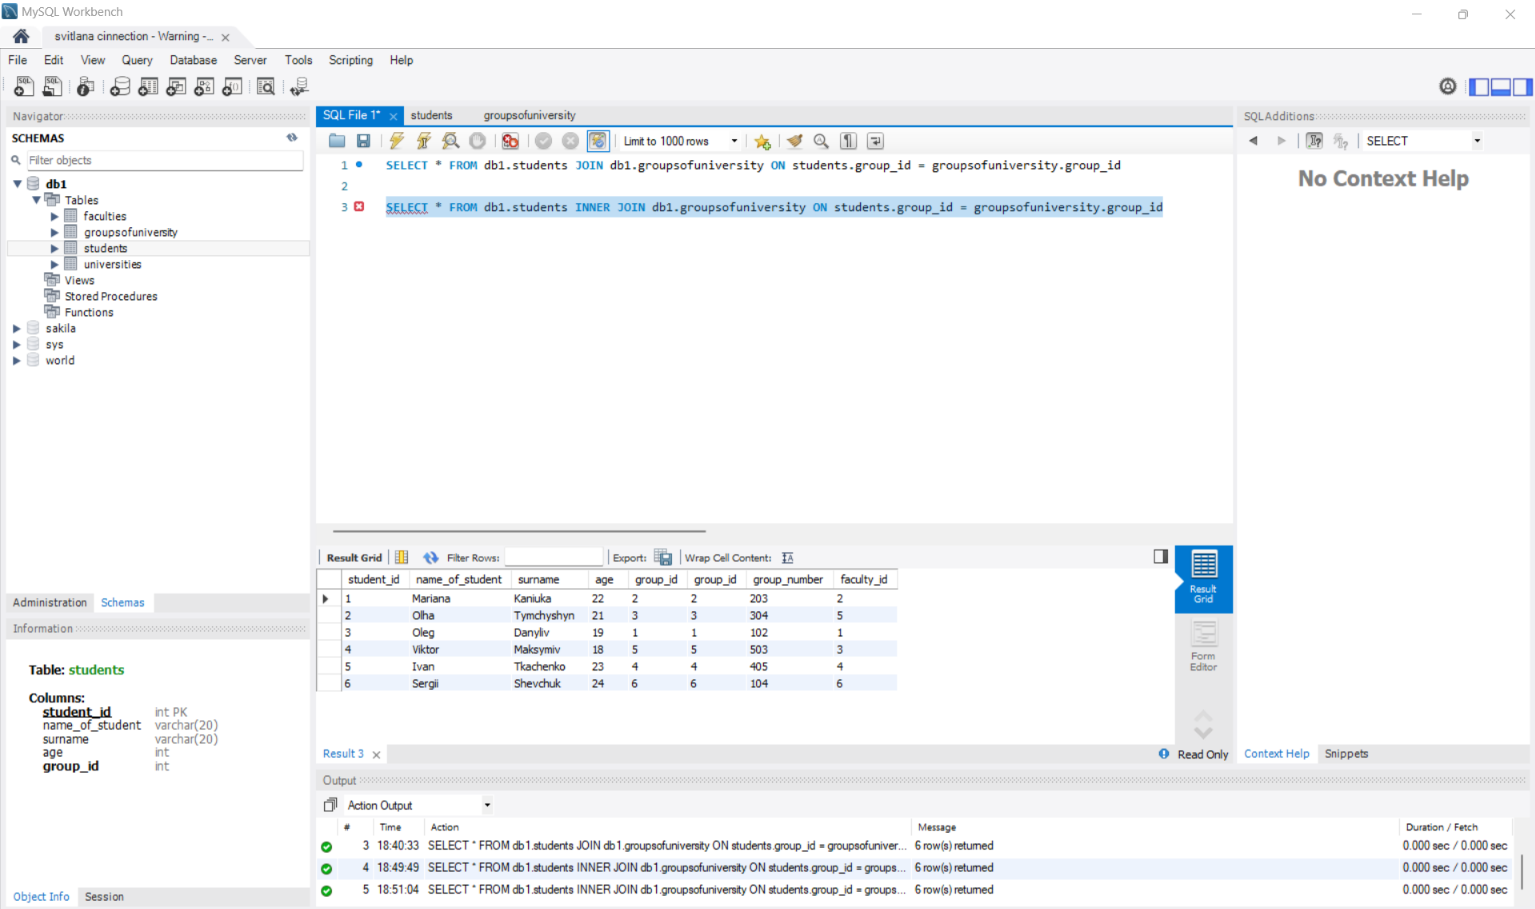 MySQL Workbench
svitlana cinnection - Warning -...
File Edit View Query Database Server Tools Scripting Help
Navigator
SCHEMAS
Filter objects
db1
Tables
faculties
groupsofuniversity
students
universities
Views
Stored Procedures
Functions
sakila
sys
world
Administration Schemas
Information
Table: students
Columns:
student_id int PK
name_of_student varchar(20)
surname varchar(20)
age int
group_id int
Object Info Session
SQL File 1* students groupsofuniversity
Limit to 1000 rows
1 SELECT * FROM db1.students JOIN db1.groupsofuniversity ON students.group_id = groupsofuniversity.group_id
2
3 SELECT * FROM db1.students INNER JOIN db1.groupsofuniversity ON students.group_id = groupsofuniversity.group_id
Result Grid Filter Rows: Export: Wrap Cell Content:
student_id name_of_student surname age group_id group_id group_number faculty_id
1 Mariana Kaniuka 22 2 2 203 2
2 Olha Tymchyshyn 21 3 3 304 5
3 Oleg Danyliv 19 1 1 102 1
4 Viktor Maksymiv 18 5 5 503 3
5 Ivan Tkachenko 23 4 4 405 4
6 Sergii Shevchuk 24 6 6 104 6
Result Grid
Form Editor
Result 3 Read Only
SQLAdditions
SELECT
No Context Help
Context Help Snippets
Output
Action Output
# Time Action Message Duration / Fetch
3 18:40:33 SELECT * FROM db1.students JOIN db1.groupsofuniversity ON students.group_id = groupsofuniver... 6 row(s) returned 0.000 sec / 0.000 sec
4 18:49:49 SELECT * FROM db1.students INNER JOIN db1.groupsofuniversity ON students.group_id = groups... 6 row(s) returned 0.000 sec / 0.000 sec
5 18:51:04 SELECT * FROM db1.students INNER JOIN db1.groupsofuniversity ON students.group_id = groups... 6 row(s) returned 0.000 sec / 0.000 sec